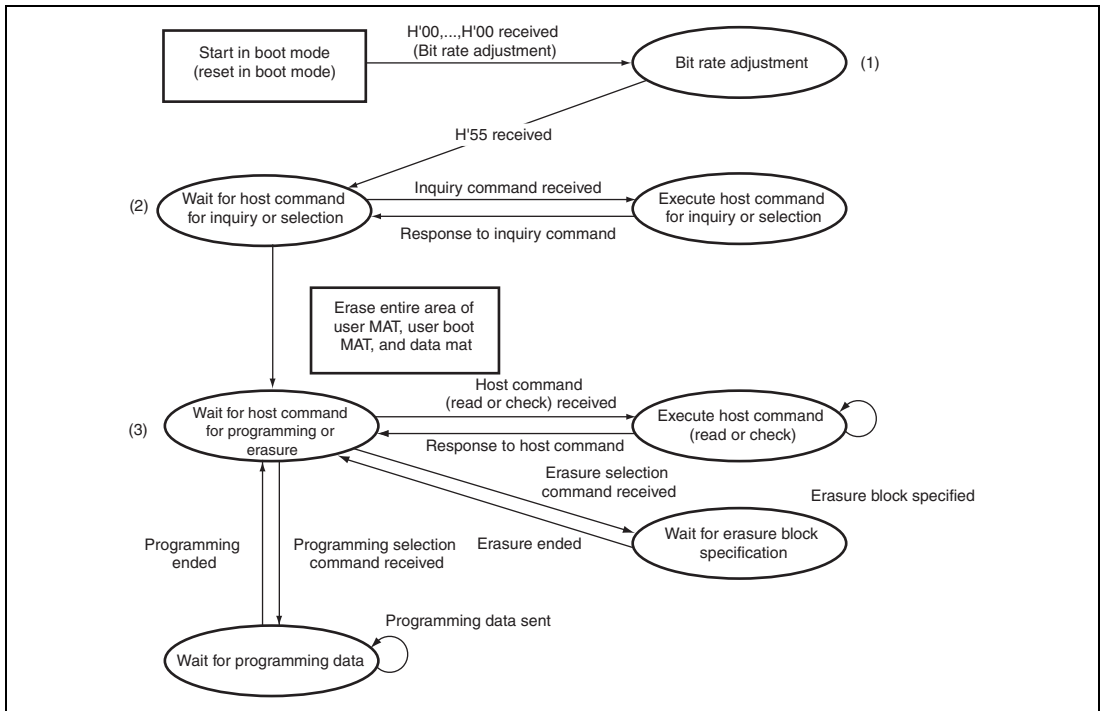 H'00,...,H'00 received
(Bit rate adjustment)
Start in boot mode
(reset in boot mode)
Bit rate adjustment
(1)
H'55 received
(2)
Wait for host command
for inquiry or selection
Inquiry command received
Response to inquiry command
Execute host command
for inquiry or selection
Erase entire area of
user MAT, user boot
MAT, and data mat
(3)
Wait for host command
for programming or
erasure
Host command
(read or check) received
Response to host command
Execute host command
(read or check)
Erasure selection
command received
Erasure block specified
Erasure ended
Wait for erasure block
specification
Programming
ended
Programming selection
command received
Programming data sent
Wait for programming data